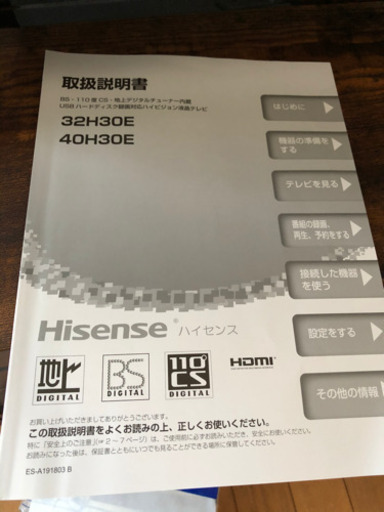 取扱説明書
BS・110度CS・地上デジタルチューナー内蔵
USBハードディスク録画対応ハイビジョン液晶テレビ
32H30E
40H30E
はじめに
機器の準備を
する
テレビを見る
番組の録画、
再生、予約をする
接続した機器
を使う
設定をする
その他の情報
Hisense® ハイセンス
地上
DIGITAL
BS
DIGITAL
110°
CS
DIGITAL
HDMI
お買い上げいただきましてありがとうございます。
この取扱説明書をよくお読みの上、正しくお使いください。
特に「安全上のご注意」(☞ 2～7ページ)は、ご使用前に必ずお読みいただき、安全にお使いください。
お読みになった後は、保証書とともにいつでも見ることができる場所に保管してください。
ES-A191803 B